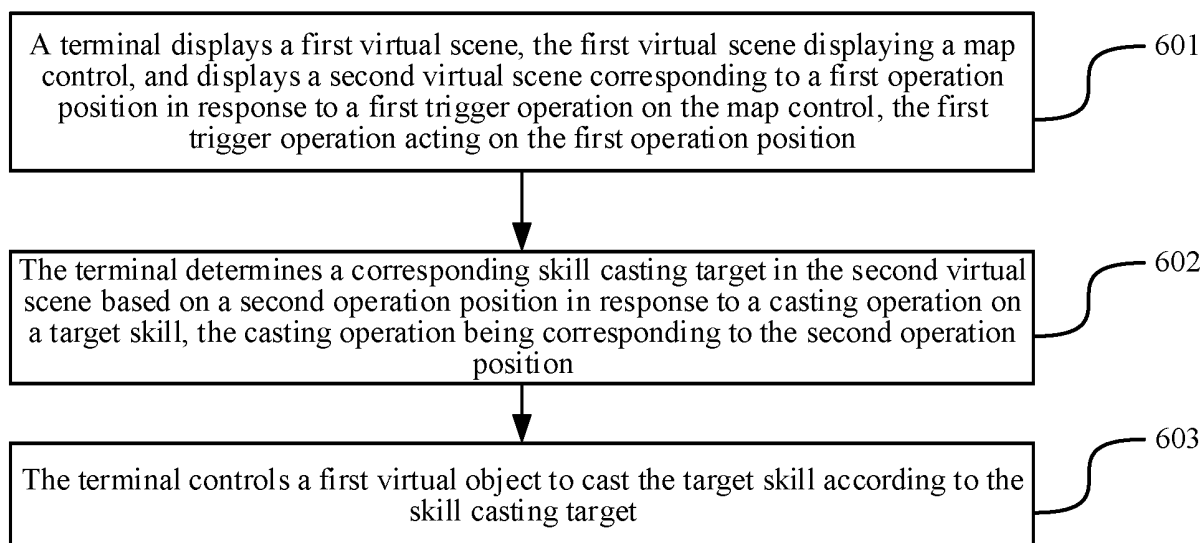 A terminal displays a first virtual scene, the first virtual scene displaying a map
control, and displays a second virtual scene corresponding to a first operation
position in response to a first trigger operation on the map control, the first
trigger operation acting on the first operation position
601
The terminal determines a corresponding skill casting target in the second virtual
scene based on a second operation position in response to a casting operation on
a target skill, the casting operation being corresponding to the second operation
position
602
The terminal controls a first virtual object to cast the target skill according to the
skill casting target
603